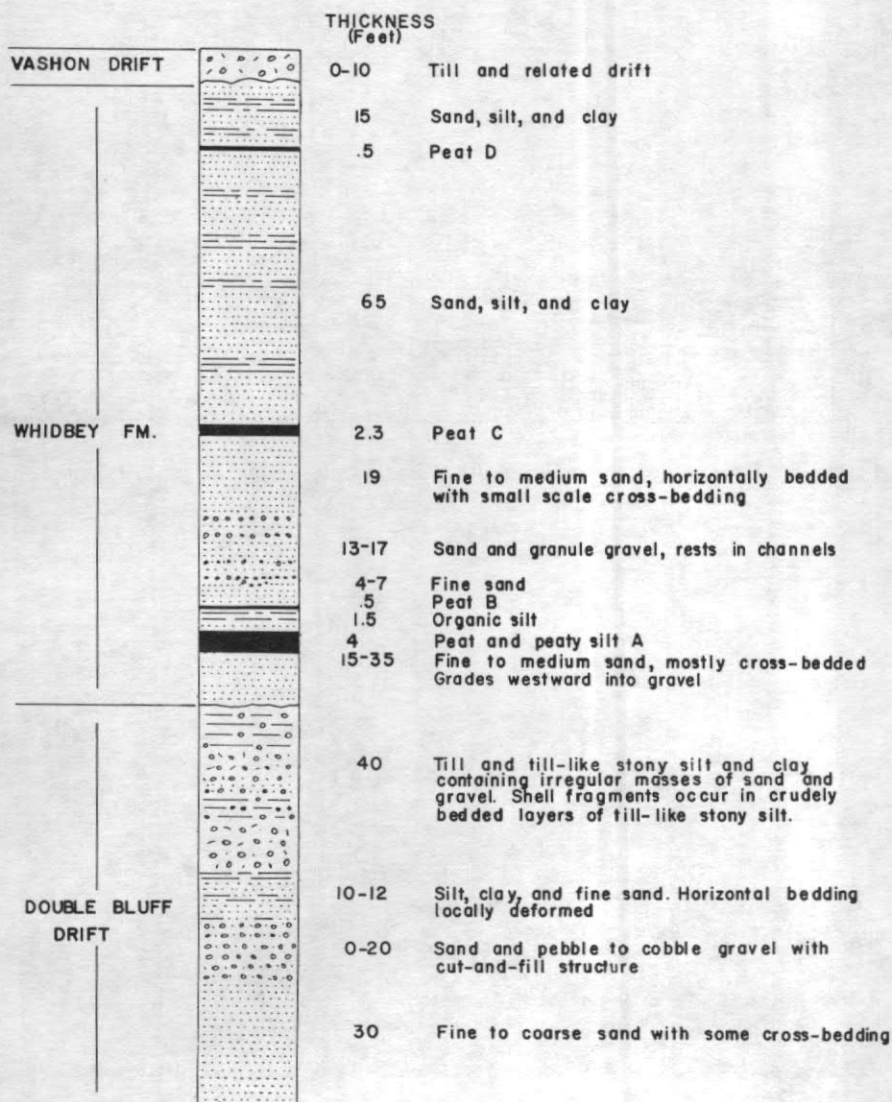 THICKNESS
(Feet)
VASHON DRIFT
0-10 Till and related drift
15 Sand, silt, and clay
.5 Peat D
65 Sand, silt, and clay
WHIDBEY FM.
2.3 Peat C
19 Fine to medium sand, horizontally bedded
with small scale cross-bedding
13-17 Sand and granule gravel, rests in channels
4-7 Fine sand
.5 Peat B
1.5 Organic silt
4 Peat and peaty silt A
15-35 Fine to medium sand, mostly cross-bedded
Grades westward into gravel
40 Till and till-like stony silt and clay
containing irregular masses of sand and
gravel. Shell fragments occur in crudely
bedded layers of till-like stony silt.
10-12 Silt, clay, and fine sand. Horizontal bedding
locally deformed
DOUBLE BLUFF
DRIFT
0-20 Sand and pebble to cobble gravel with
cut-and-fill structure
30 Fine to coarse sand with some cross-bedding